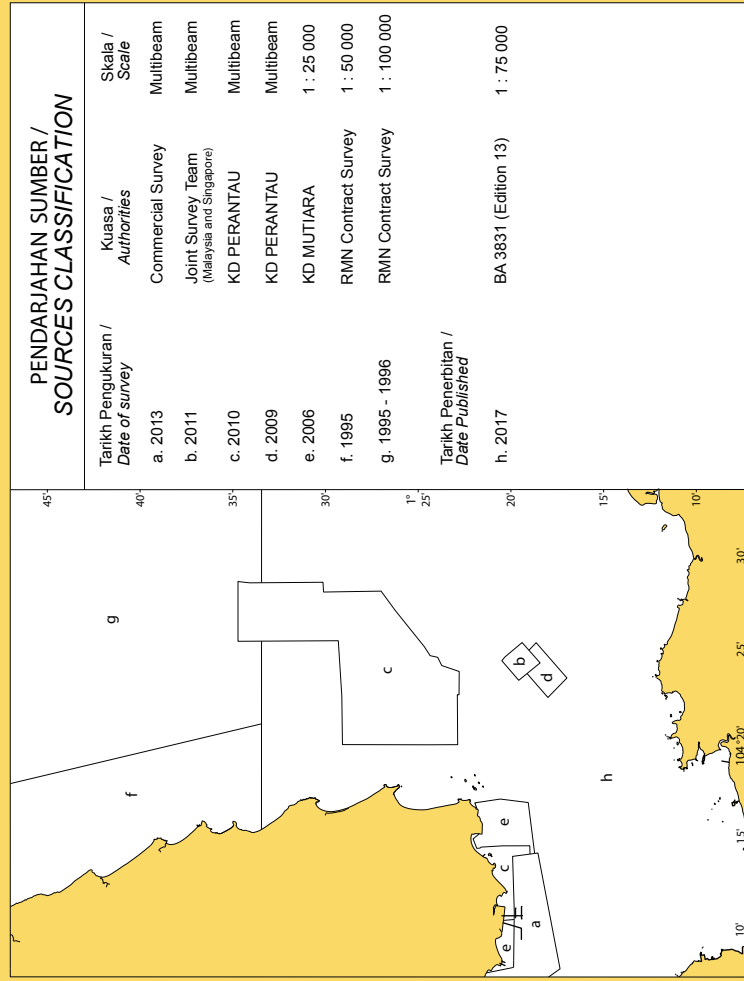 PENDARJAHAN SUMBER /
SOURCES CLASSIFICATION
Tarikh Pengukuran /
Date of survey
Kuasa /
Authorities
Skala /
Scale
a. 2013 Commercial Survey Multibeam
b. 2011 Joint Survey Team Multibeam
(Malaysia and Singapore)
c. 2010 KD PERANTAU Multibeam
d. 2009 KD PERANTAU Multibeam
e. 2006 KD MUTIARA 1 : 25 000
f. 1995 RMN Contract Survey 1 : 50 000
g. 1995 - 1996 RMN Contract Survey 1 : 100 000
Tarikh Penerbitan /
Date Published
h. 2017 BA 3831 (Edition 13) 1 : 75 000
45'
40'
35'
30'
1° 25'
20'
15'
10'
g
f
c
b
d
h
e
c
e
a
10'
15'
104°20'
25'
30'